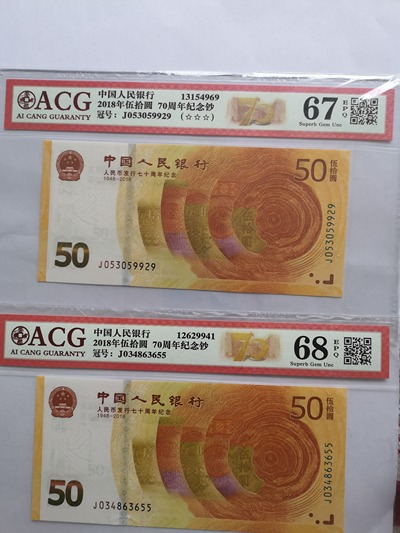 ACG
AI CANG GUARANTY
中国人民银行 13154969
2018年伍拾圆 70周年纪念钞
冠号：J053059929 (☆☆☆)
70
67 EPQ
Superb Gem Unc
中国人民银行
人民币发行七十周年纪念
1948-2018
50 伍拾圆
50
J053059929
ACG
AI CANG GUARANTY
中国人民银行 12629941
2018年伍拾圆 70周年纪念钞
冠号：J034863655
70
68 EPQ
Superb Gem Unc
中国人民银行
人民币发行七十周年纪念
1948-2018
50 伍拾圆
50
J034863655